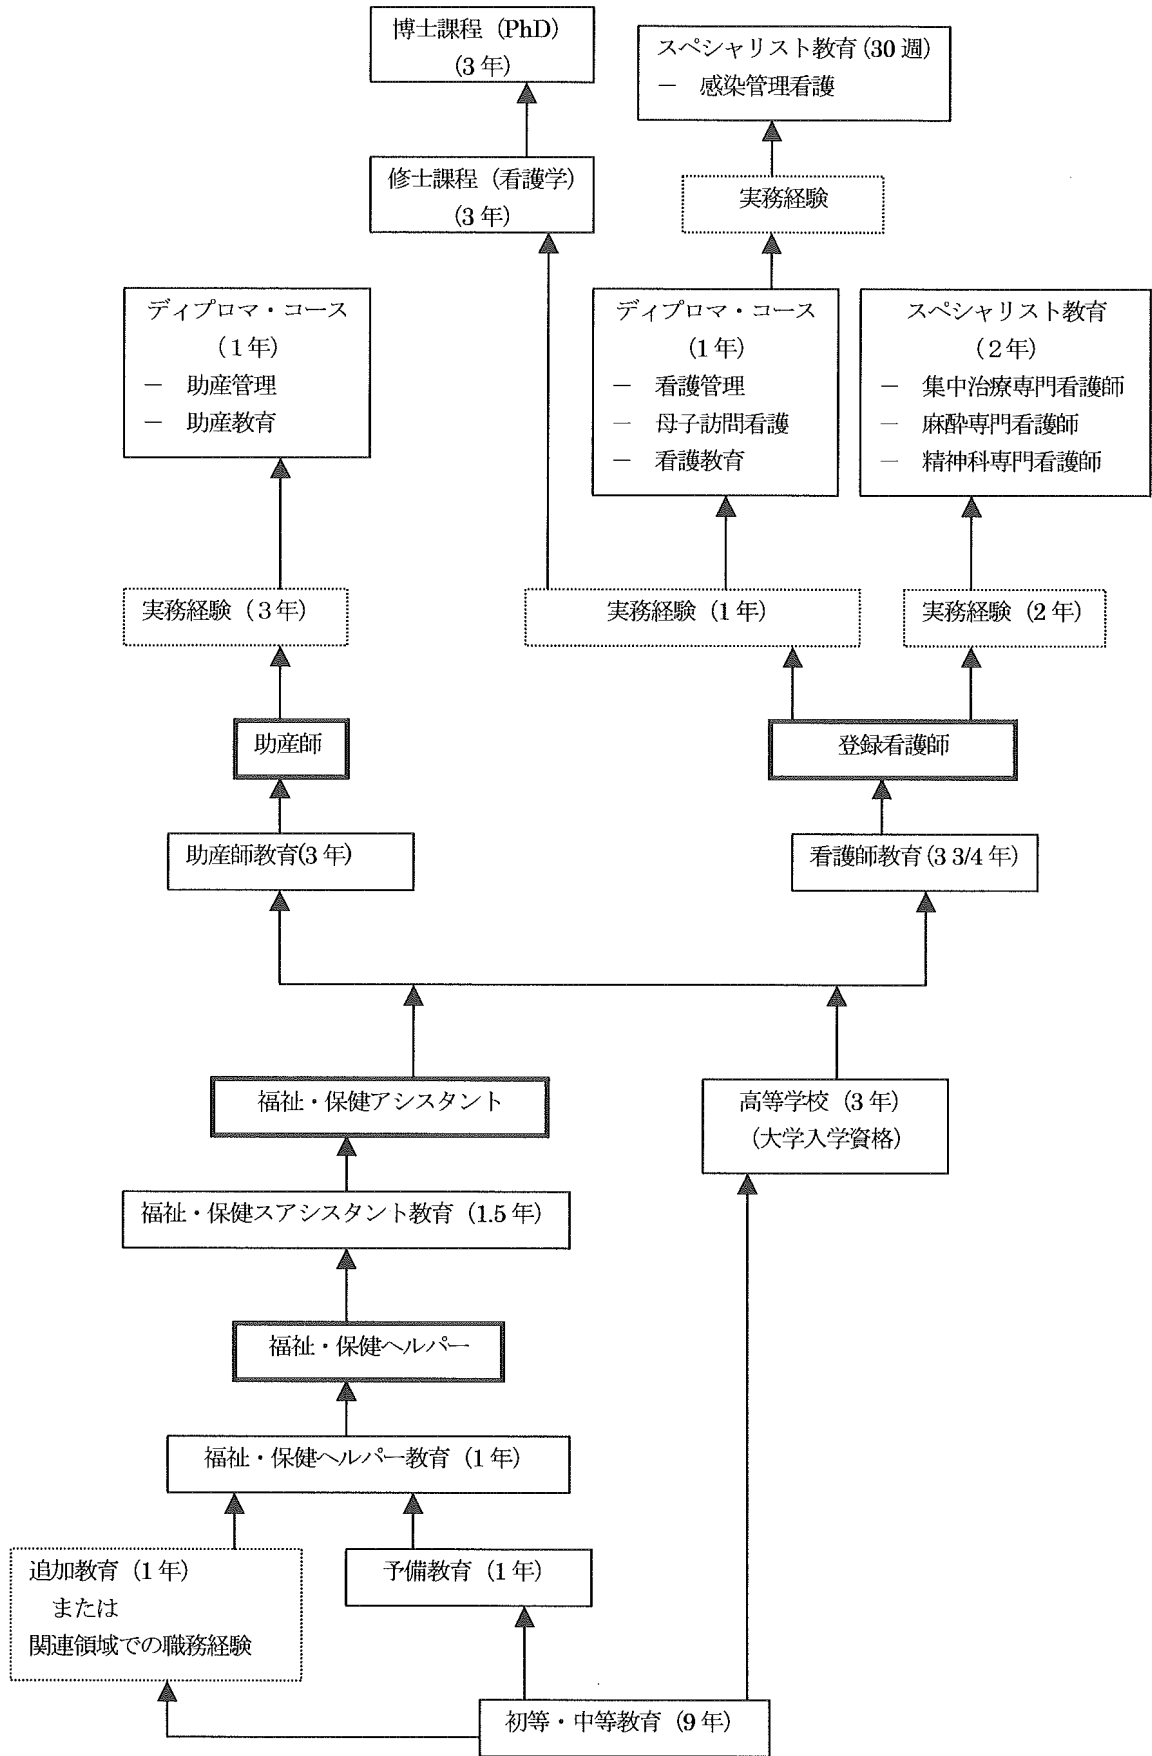 博士課程（PhD）
(3 年)
スペシャリスト教育 (30 週)
－ 感染管理看護
修士課程（看護学）
(3 年)
実務経験
ディプロマ・コース
（1 年）
－ 助産管理
－ 助産教育
ディプロマ・コース
(1 年)
－ 看護管理
－ 母子訪問看護
－ 看護教育
スペシャリスト教育
（2 年）
－ 集中治療専門看護師
－ 麻酔専門看護師
－ 精神科専門看護師
実務経験（3 年）
実務経験（1 年）
実務経験（2 年）
助産師
登録看護師
助産師教育(3 年)
看護師教育 (3 3/4 年)
福祉・保健アシスタント
高等学校（3 年）
（大学入学資格）
福祉・保健スアシスタント教育（1.5 年）
福祉・保健ヘルパー
福祉・保健ヘルパー教育（1 年）
追加教育（1 年）
または
関連領域での職務経験
予備教育（1 年）
初等・中等教育（9 年）